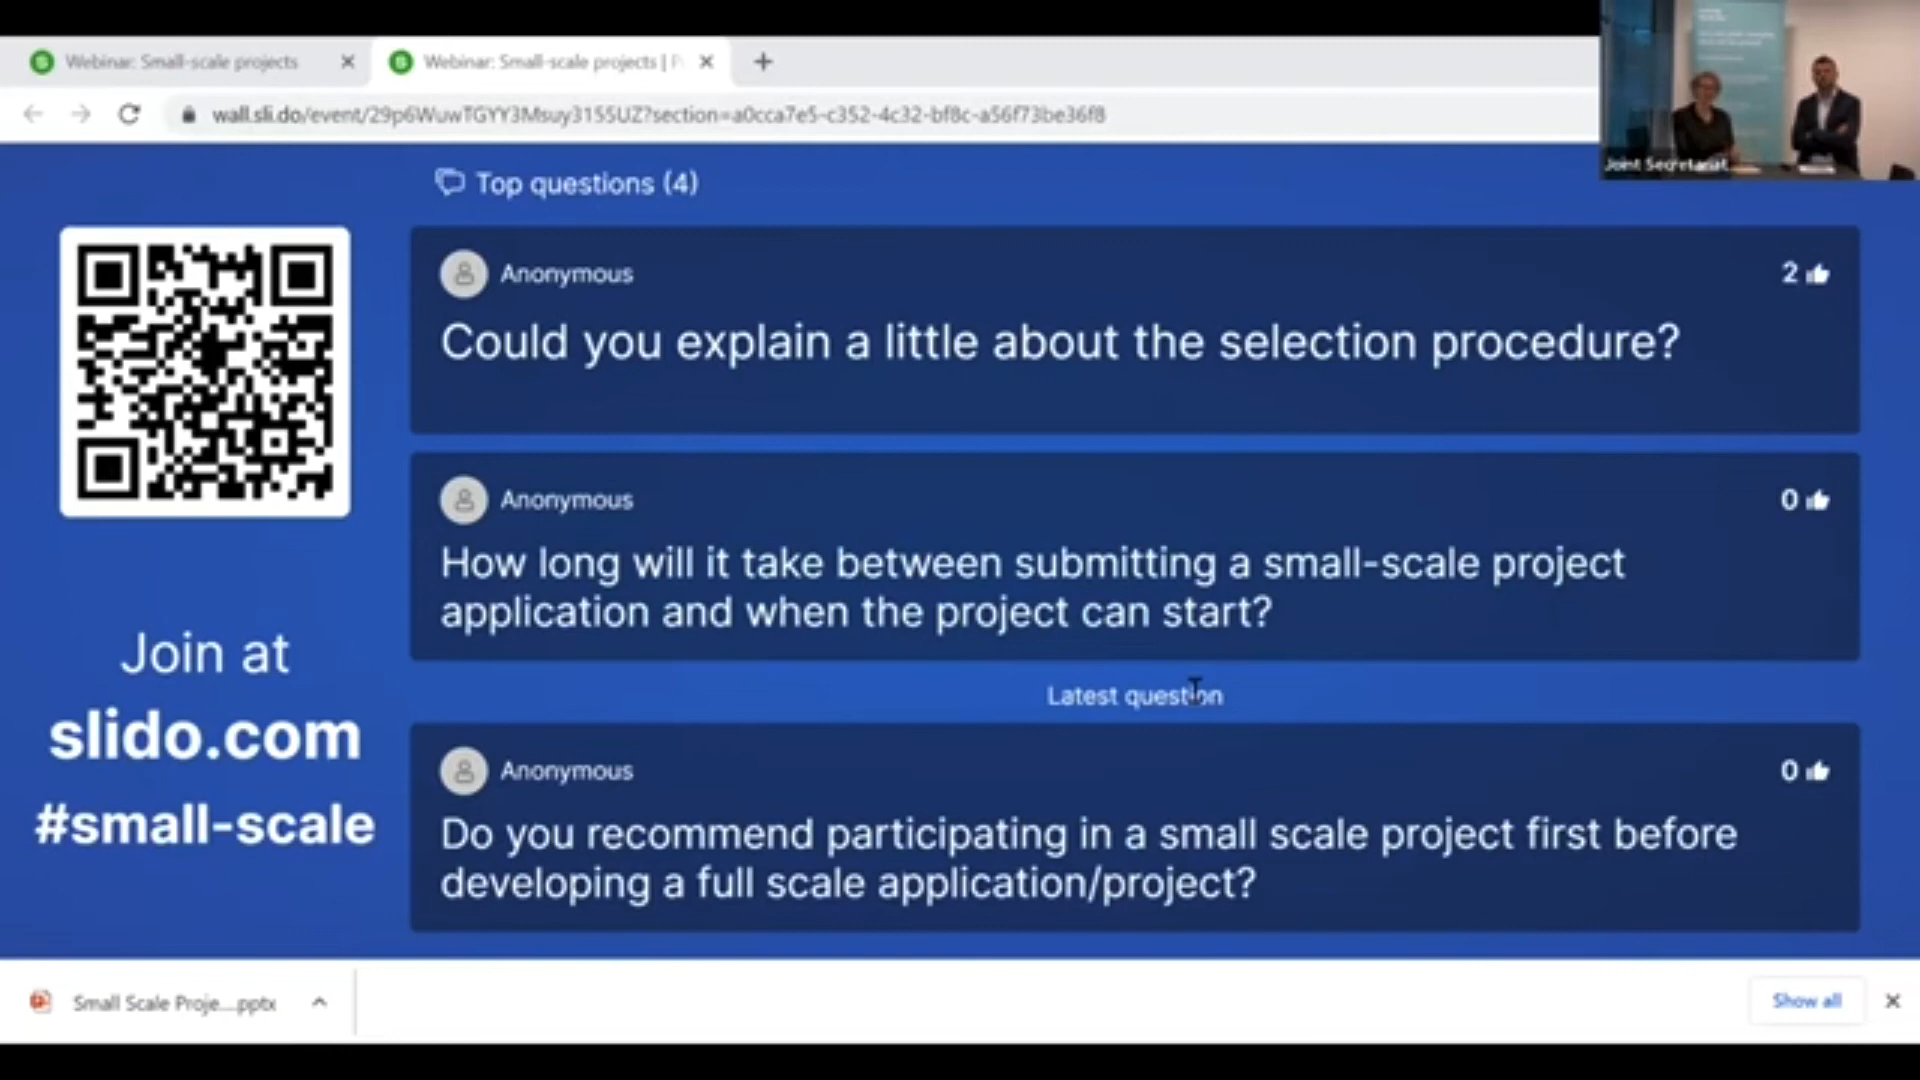 Webinar: Small-scale projects
Webinar: Small-scale projects |
wall.sli.do/event/29p6WuwTGYY3Msuy3155UZ?section=a0cca7e5-c352-4c32-bf8c-a56f73be36f8
Joint Secretariat
Top questions (4)
Anonymous
2
Could you explain a little about the selection procedure?
Anonymous
0
How long will it take between submitting a small-scale project
application and when the project can start?
Latest question
Anonymous
0
Do you recommend participating in a small scale project first before
developing a full scale application/project?
Join at
slido.com
#small-scale
Small Scale Proje....pptx
Show all